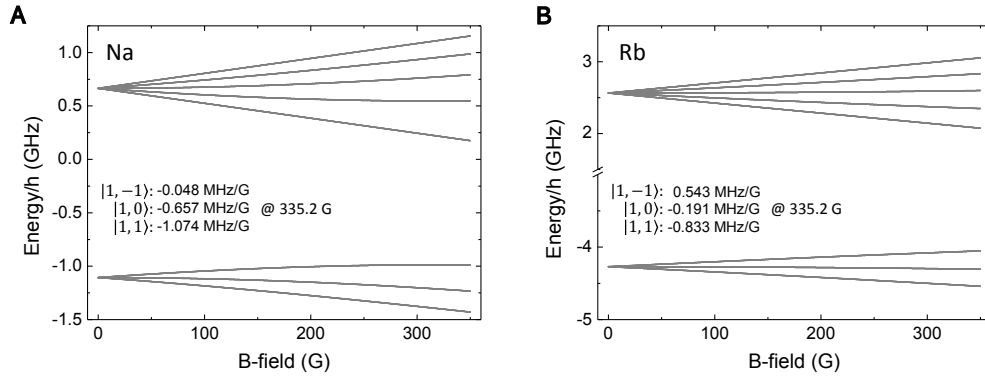 A
Na
Energy/h (GHz)
1.0
0.5
0.0
-0.5
-1.0
-1.5
|1, −1⟩: -0.048 MHz/G
|1, 0⟩: -0.657 MHz/G @ 335.2 G
|1, 1⟩: -1.074 MHz/G
0
100
200
300
B-field (G)
B
Rb
Energy/h (GHz)
3
2
-4
-5
|1, −1⟩: 0.543 MHz/G
|1, 0⟩: -0.191 MHz/G @ 335.2 G
|1, 1⟩: -0.833 MHz/G
0
100
200
300
B-field (G)